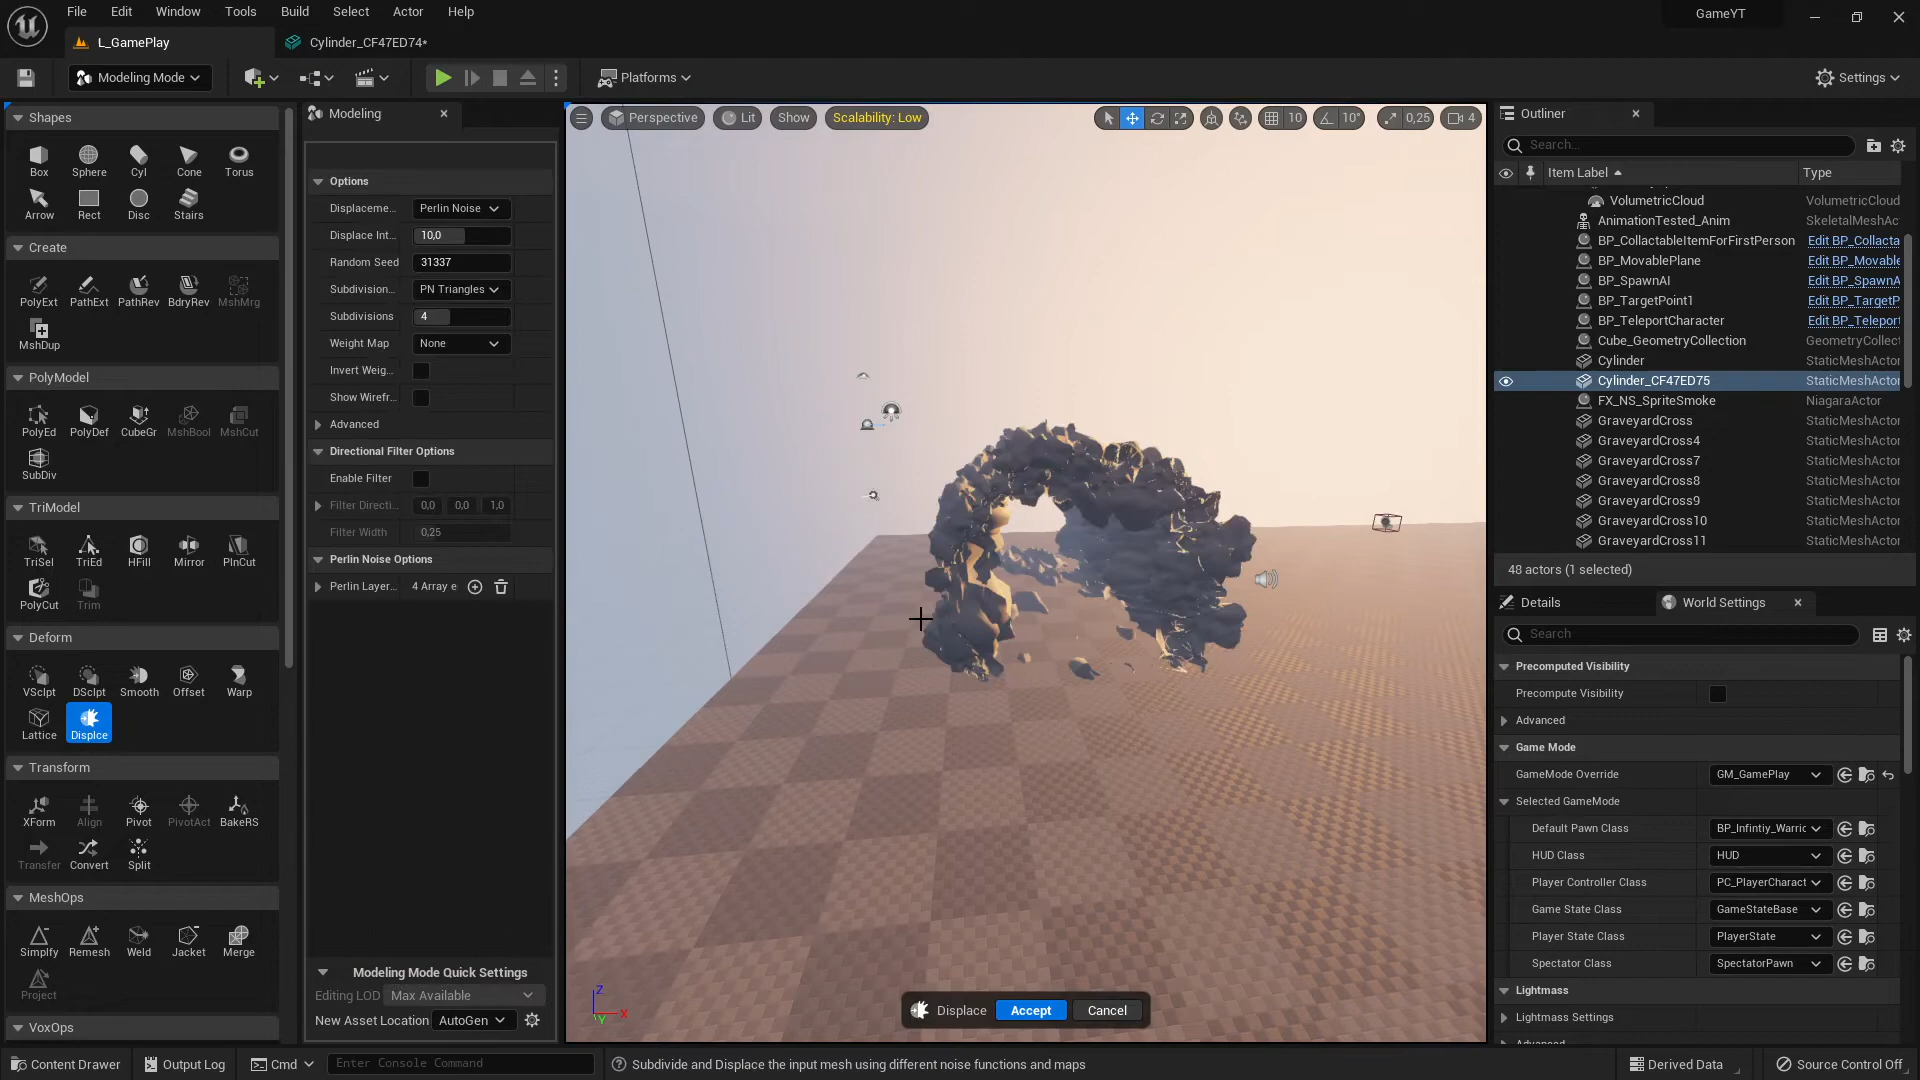 File Edit Window Tools Build Select Actor Help
GameYT
L_GamePlay
Cylinder_CF47ED74*
Modeling Mode
Platforms
Settings
Shapes
Box Sphere Cyl Cone Torus
Arrow Rect Disc Stairs
Create
PolyExt PathExt PathRev BdryRev MshMrg
MshDup
PolyModel
PolyEd PolyDef CubeGr MshBool MshCut
SubDiv
TriModel
TriSel TriEd HFill Mirror PlnCut
PolyCut Trim
Deform
VSclpt DSclpt Smooth Offset Warp
Lattice Displce
Transform
XForm Align Pivot PivotAct BakeRS
Transfer Convert Split
MeshOps
Simplfy Remesh Weld Jacket Merge
Project
VoxOps
Modeling
Options
Displaceme... Perlin Noise
Displace Int... 10,0
Random Seed 31337
Subdivision... PN Triangles
Subdivisions 4
Weight Map None
Invert Weig...
Show Wirefr...
Advanced
Directional Filter Options
Enable Filter
Filter Directi... 0,0 0,0 1,0
Filter Width 0,25
Perlin Noise Options
Perlin Layer... 4 Array e
Modeling Mode Quick Settings
Editing LOD Max Available
New Asset Location AutoGen
Perspective Lit Show Scalability: Low
10 10° 0,25 4
Z
X
Y
Displace Accept Cancel
Outliner
Search...
Item Label Type
VolumetricCloud VolumetricCloud
AnimationTested_Anim SkeletalMeshAc
BP_CollactableItemForFirstPerson Edit BP_Collacta
BP_MovablePlane Edit BP_Movable
BP_SpawnAI Edit BP_SpawnA
BP_TargetPoint1 Edit BP_TargetP
BP_TeleportCharacter Edit BP_Teleport
Cube_GeometryCollection GeometryCollect
Cylinder StaticMeshActor
Cylinder_CF47ED75 StaticMeshActor
FX_NS_SpriteSmoke NiagaraActor
GraveyardCross StaticMeshActor
GraveyardCross4 StaticMeshActor
GraveyardCross7 StaticMeshActor
GraveyardCross8 StaticMeshActor
GraveyardCross9 StaticMeshActor
GraveyardCross10 StaticMeshActor
GraveyardCross11 StaticMeshActor
48 actors (1 selected)
Details
World Settings
Search
Precomputed Visibility
Precompute Visibility
Advanced
Game Mode
GameMode Override GM_GamePlay
Selected GameMode
Default Pawn Class BP_Infintiy_Warric
HUD Class HUD
Player Controller Class PC_PlayerCharact
Game State Class GameStateBase
Player State Class PlayerState
Spectator Class SpectatorPawn
Lightmass
Lightmass Settings
Advanced
Content Drawer Output Log Cmd Enter Console Command
Subdivide and Displace the input mesh using different noise functions and maps
Derived Data
Source Control Off